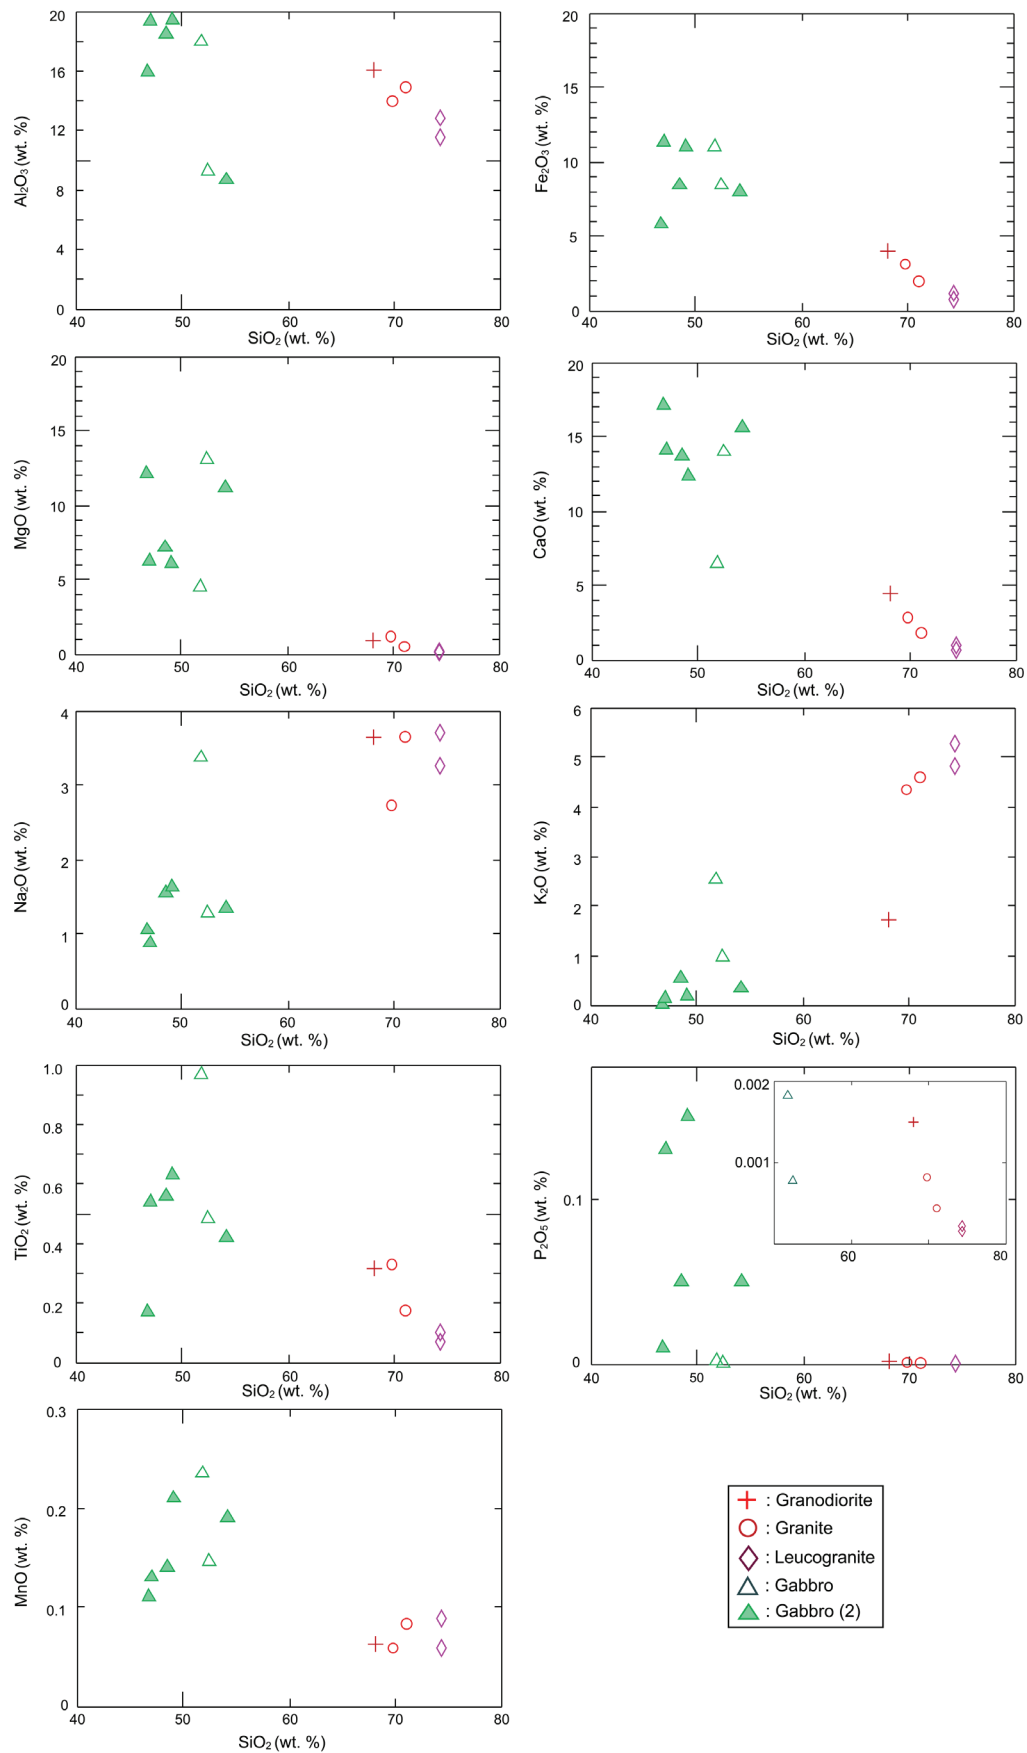 20
16
12
8
4
0
Al₂O₃ (wt. %)
40 50 60 70 80
SiO₂ (wt. %)
20
15
10
5
0
Fe₂O₃ (wt. %)
40 50 60 70 80
SiO₂ (wt. %)
20
15
10
5
0
MgO (wt. %)
40 50 60 70 80
SiO₂ (wt. %)
20
15
10
5
0
CaO (wt. %)
40 50 60 70 80
SiO₂ (wt. %)
4
3
2
1
0
Na₂O (wt. %)
40 50 60 70 80
SiO₂ (wt. %)
6
5
4
3
2
1
0
K₂O (wt. %)
40 50 60 70 80
SiO₂ (wt. %)
1.0
0.8
0.6
0.4
0.2
0
TiO₂ (wt. %)
40 50 60 70 80
SiO₂ (wt. %)
0.1
0
P₂O₅ (wt. %)
0.002
0.001
60 80
40 50 60 70 80
SiO₂ (wt. %)
0.3
0.2
0.1
0
MnO (wt. %)
40 50 60 70 80
SiO₂ (wt. %)
: Granodiorite
: Granite
: Leucogranite
: Gabbro
: Gabbro (2)